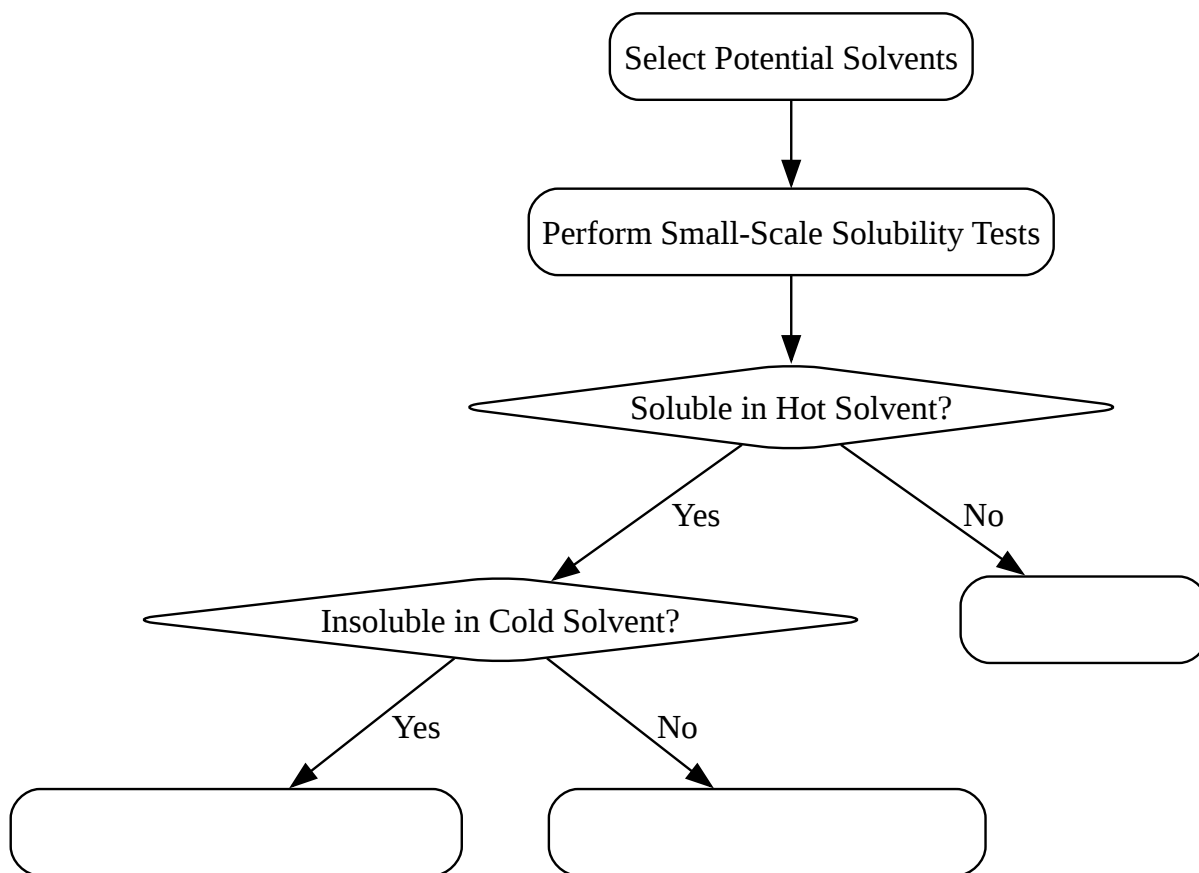 Select Potential Solvents
Perform Small-Scale Solubility Tests
Soluble in Hot Solvent?
Yes
No
Insoluble in Cold Solvent?
Yes
No